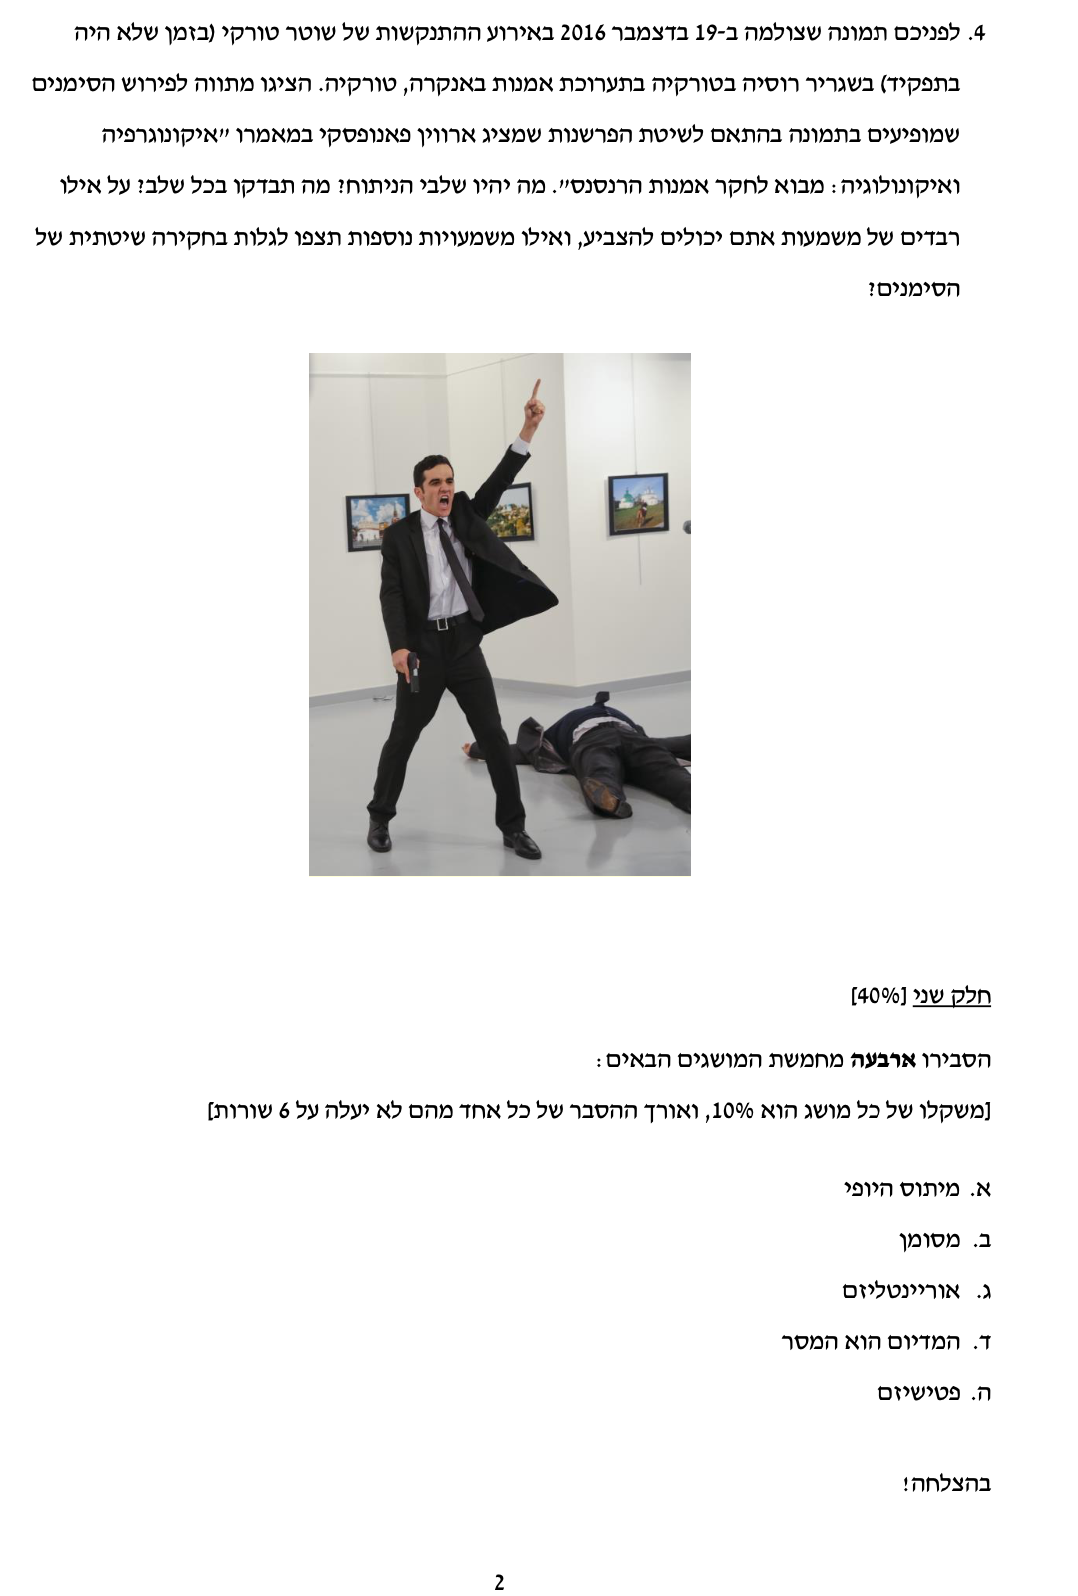 4. לפניכם תמונה שצולמה ב-19 בדצמבר 2016 באירוע ההתנקשות של שוטר טורקי (בזמן שלא היה
בתפקיד) בשגריר רוסיה בטורקיה בתערוכת אמנות באנקרה, טורקיה. הציגו מתווה לפירוש הסימנים
שמופיעים בתמונה בהתאם לשיטת הפרשנות שמציג ארווין פאנופסקי במאמרו ״איקונוגרפיה
ואיקונולוגיה: מבוא לחקר אמנות הרנסנס״. מה יהיו שלבי הניתוח? מה תבדקו בכל שלב? על אילו
רבדים של משמעות אתם יכולים להצביע, ואילו משמעויות נוספות תצפו לגלות בחקירה שיטתית של
הסימנים?
חלק שני [40%]
הסבירו ארבעה מחמשת המושגים הבאים:
[משקלו של כל מושג הוא 10%, ואורך ההסבר של כל אחד מהם לא יעלה על 6 שורות]
א. מיתוס היופי
ב. מסומן
ג. אוריינטליזם
ד. המדיום הוא המסר
ה. פטישיזם
בהצלחה!
2